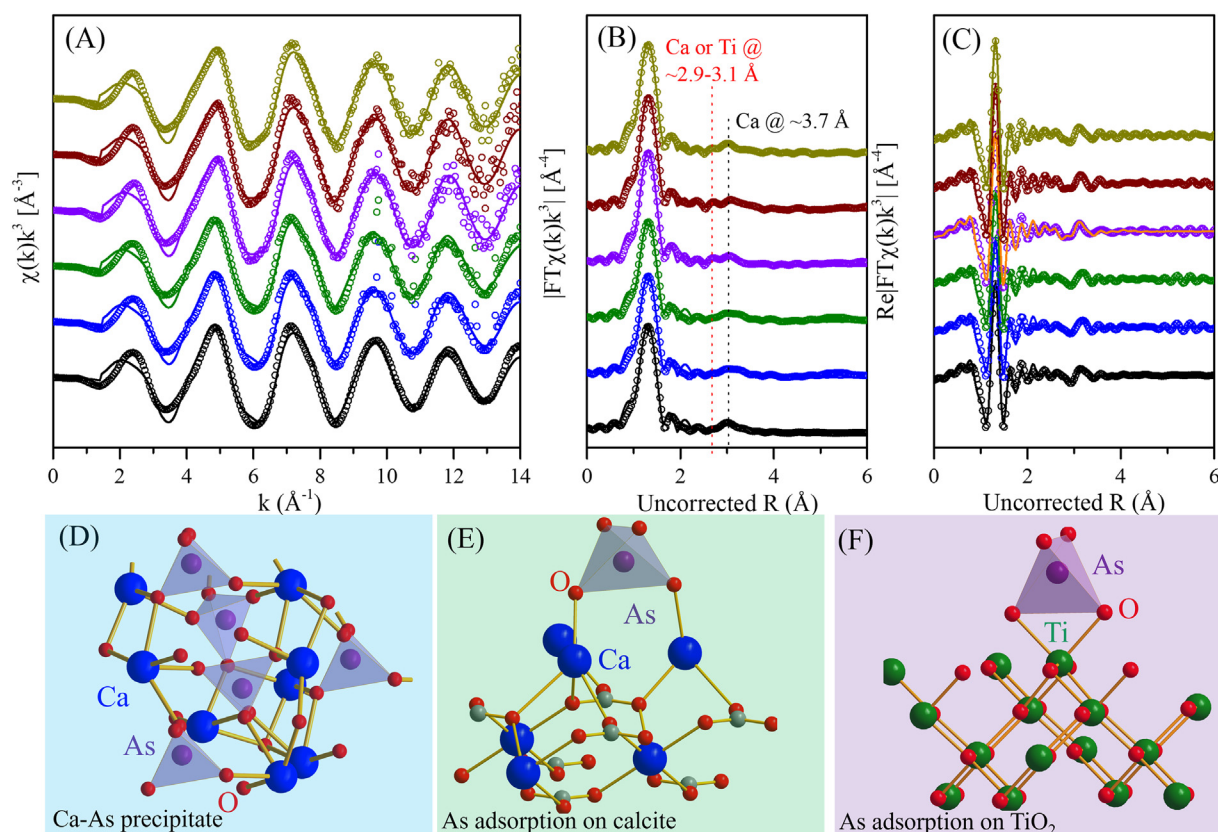 (A)
χ(k)k³ [Å⁻³]
0 2 4 6 8 10 12 14
k (Å⁻¹)
(B)
Ca or Ti @
~2.9-3.1 Å
Ca @ ~3.7 Å
|FTχ(k)k³| [Å⁻⁴]
0 2 4 6
Uncorrected R (Å)
(C)
Re|FTχ(k)k³| [Å⁻⁴]
0 2 4 6
Uncorrected R (Å)
(D)
Ca
As
O
Ca-As precipitate
(E)
O
As
Ca
As adsorption on calcite
(F)
As
O
Ti
As adsorption on TiO₂